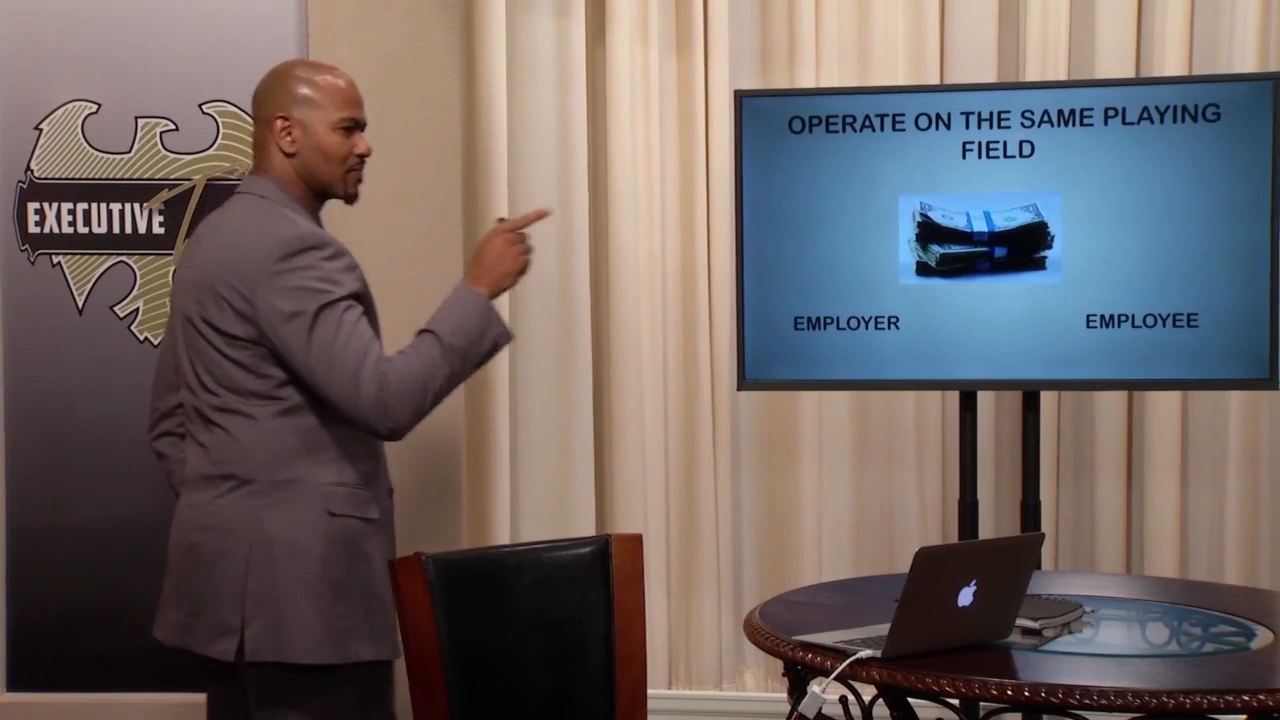 EXECUTIVE
OPERATE ON THE SAME PLAYING
FIELD
EMPLOYER
EMPLOYEE